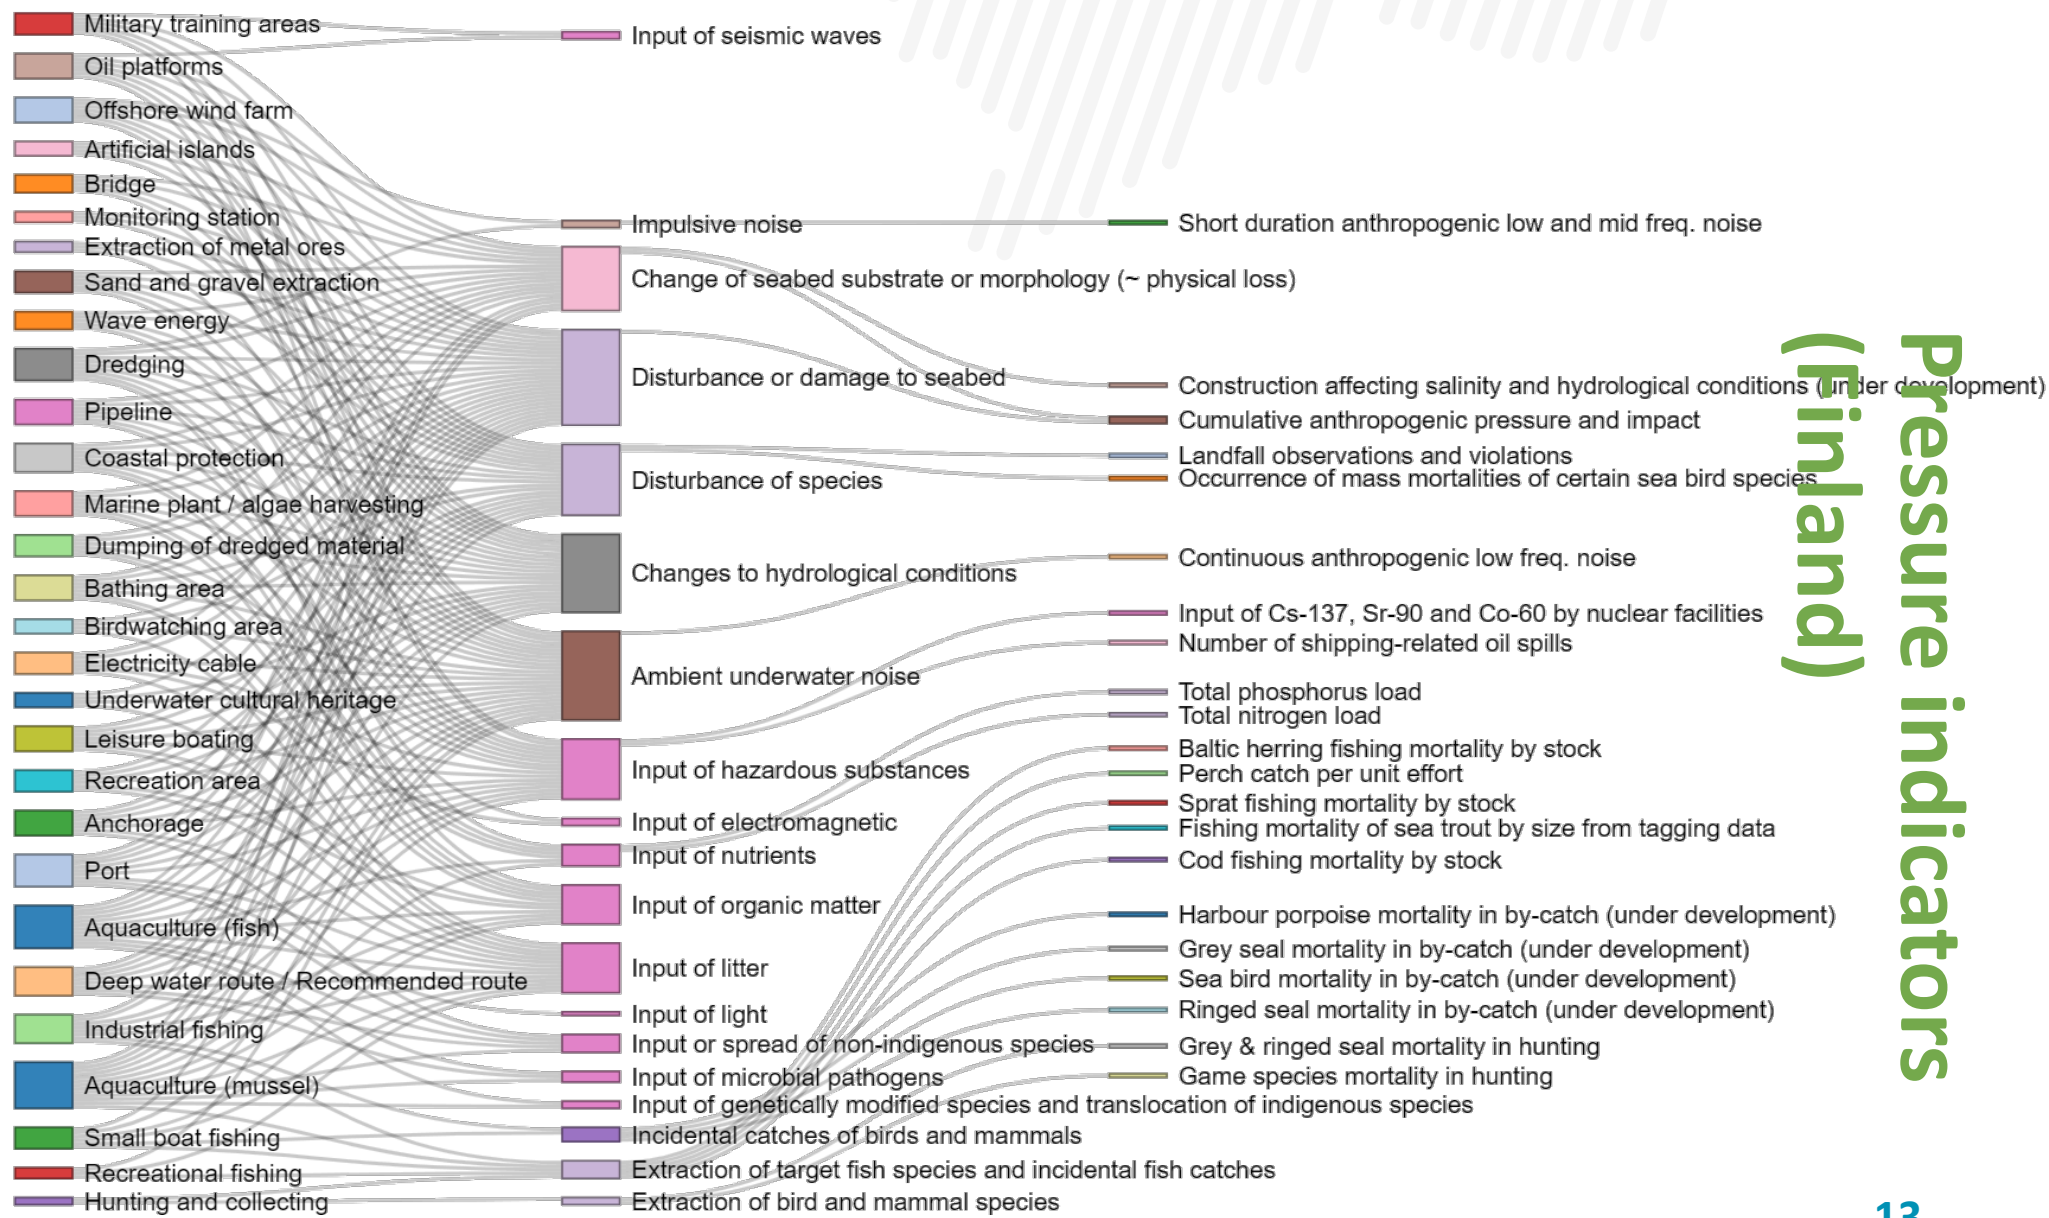 Military training areas
Oil platforms
Offshore wind farm
Artificial islands
Bridge
Monitoring station
Extraction of metal ores
Sand and gravel extraction
Wave energy
Dredging
Pipeline
Coastal protection
Marine plant / algae harvesting
Dumping of dredged material
Bathing area
Birdwatching area
Electricity cable
Underwater cultural heritage
Leisure boating
Recreation area
Anchorage
Port
Aquaculture (fish)
Deep water route / Recommended route
Industrial fishing
Aquaculture (mussel)
Small boat fishing
Recreational fishing
Hunting and collecting
Input of seismic waves
Impulsive noise
Change of seabed substrate or morphology (~ physical loss)
Disturbance or damage to seabed
Disturbance of species
Changes to hydrological conditions
Ambient underwater noise
Input of hazardous substances
Input of electromagnetic
Input of nutrients
Input of organic matter
Input of litter
Input of light
Input or spread of non-indigenous species
Input of microbial pathogens
Input of genetically modified species and translocation of indigenous species
Incidental catches of birds and mammals
Extraction of target fish species and incidental fish catches
Extraction of bird and mammal species
Short duration anthropogenic low and mid freq. noise
Construction affecting salinity and hydrological conditions (under development)
Cumulative anthropogenic pressure and impact
Landfall observations and violations
Occurrence of mass mortalities of certain sea bird species
Continuous anthropogenic low freq. noise
Input of Cs-137, Sr-90 and Co-60 by nuclear facilities
Number of shipping-related oil spills
Total phosphorus load
Total nitrogen load
Baltic herring fishing mortality by stock
Perch catch per unit effort
Sprat fishing mortality by stock
Fishing mortality of sea trout by size from tagging data
Cod fishing mortality by stock
Harbour porpoise mortality in by-catch (under development)
Grey seal mortality in by-catch (under development)
Sea bird mortality in by-catch (under development)
Ringed seal mortality in by-catch (under development)
Grey & ringed seal mortality in hunting
Game species mortality in hunting
Pressure indicators
(Finland)
13